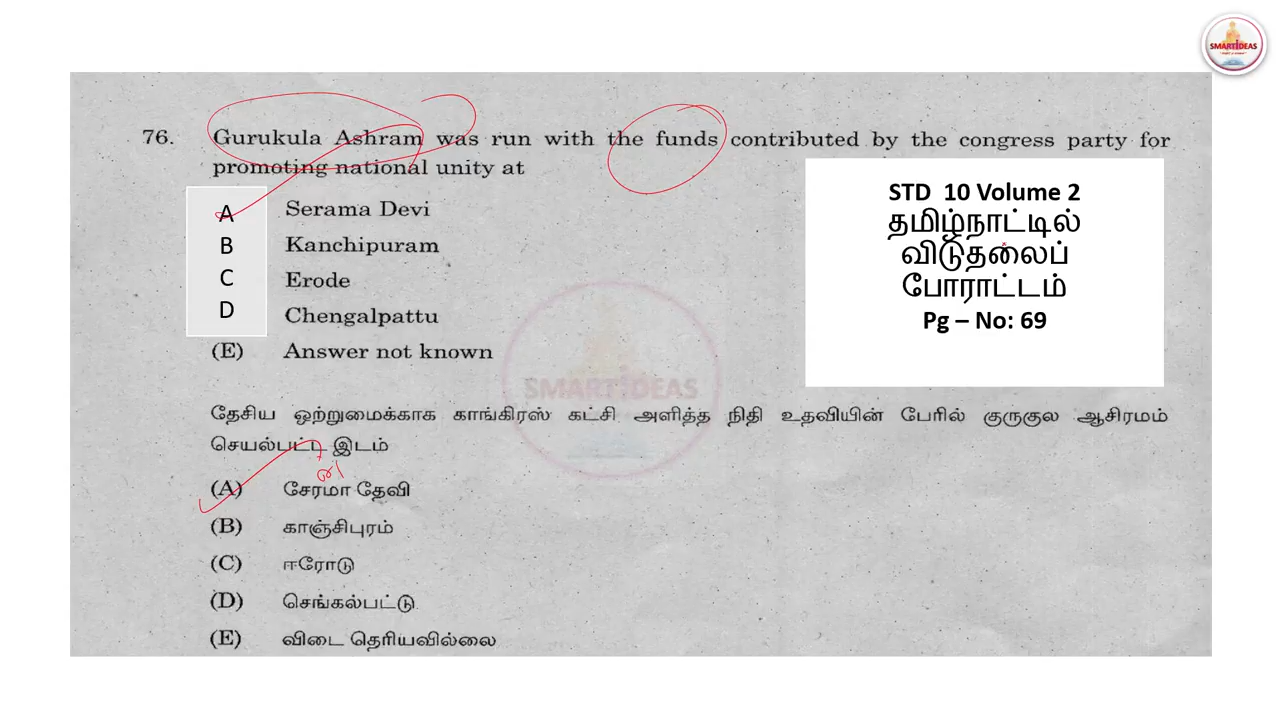 SMARTIDEAS
76. Gurukula Ashram was run with the funds contributed by the congress party for
promoting national unity at
A Serama Devi
B Kanchipuram
C Erode
D Chengalpattu
(E) Answer not known
STD 10 Volume 2
தமிழ்நாட்டில்
விடுதலைப்
போராட்டம்
Pg – No: 69
SMARTIDEAS
தேசிய ஒற்றுமைக்காக காங்கிரஸ் கட்சி அளித்த நிதி உதவியின் பேரில் குருகுல ஆசிரமம்
செயல்பட்ட இடம்
(A) சேரமா தேவி
(B) காஞ்சிபுரம்
(C) ஈரோடு
(D) செங்கல்பட்டு
(E) விடை தெரியவில்லை